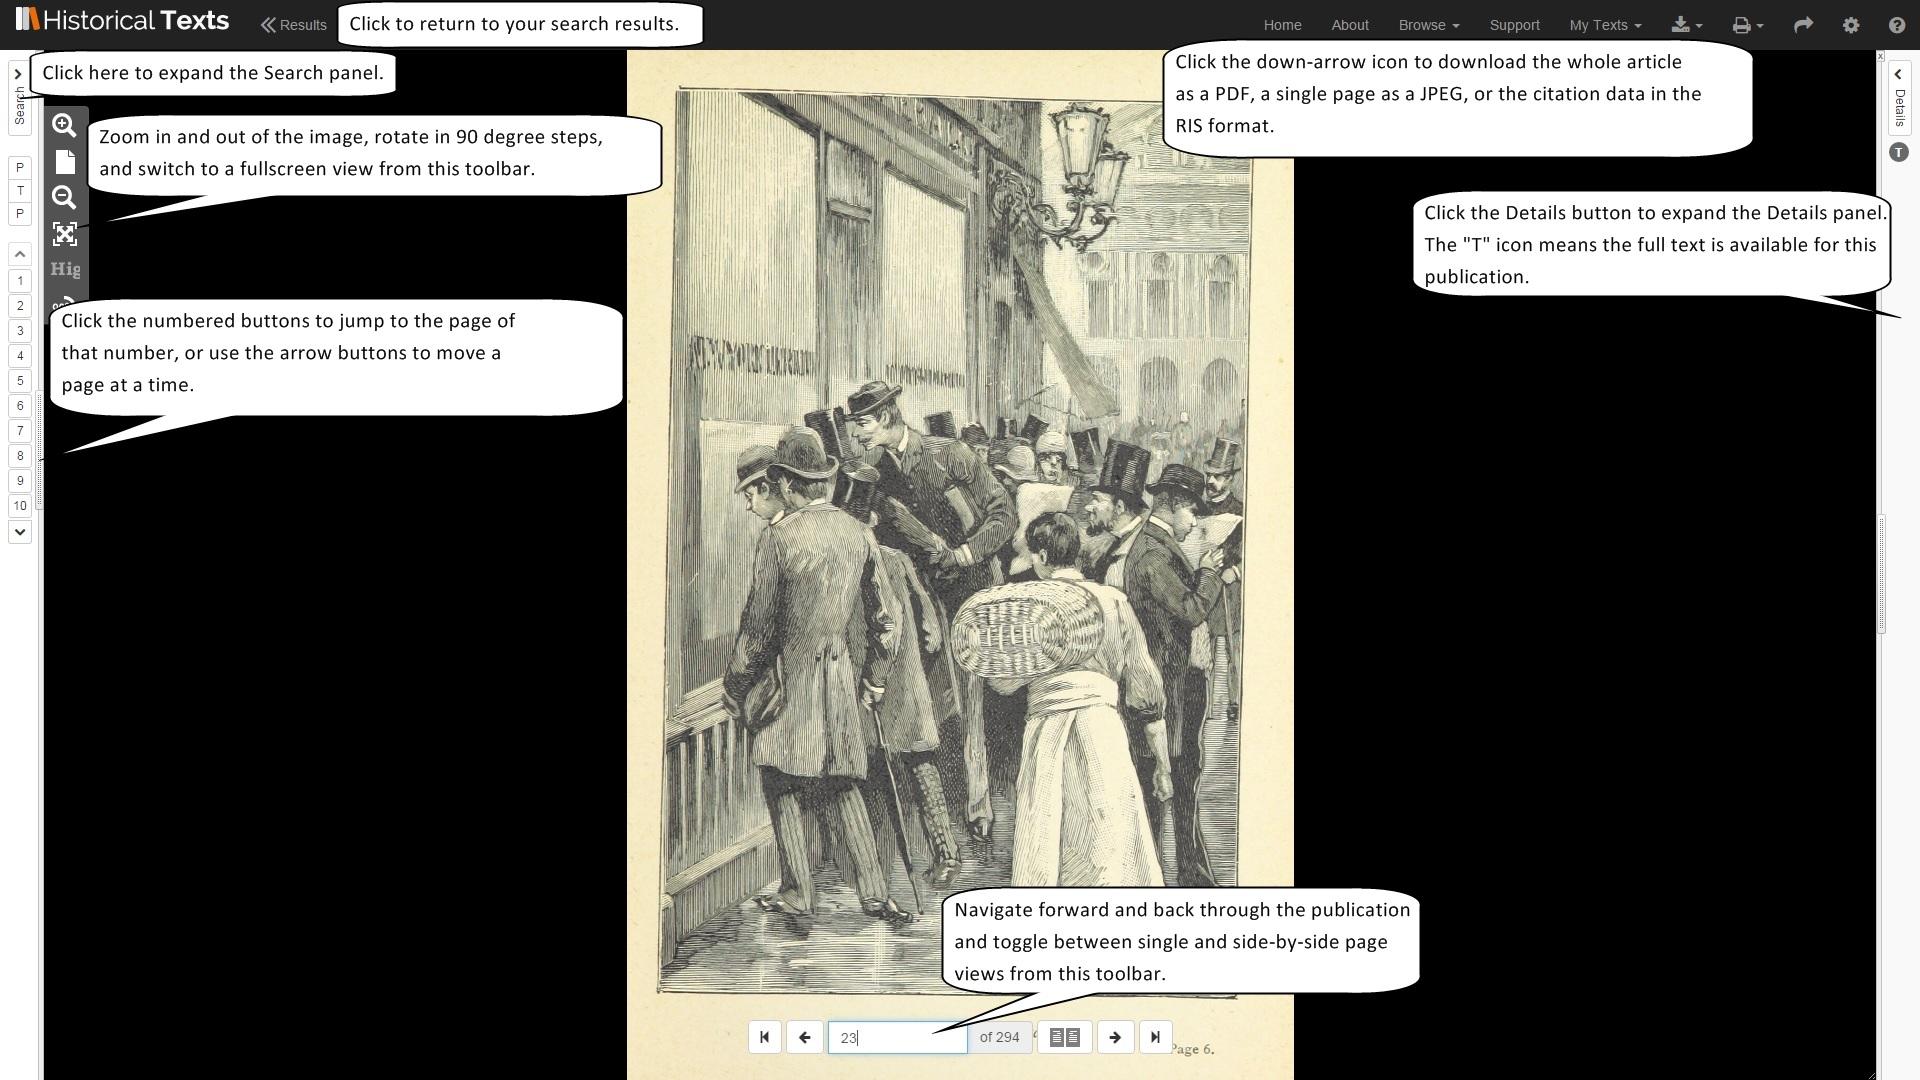 Historical Texts
Results
Click to return to your search results.
Home
About
Browse
Support
My Texts
Click here to expand the Search panel.
Search
Click the down-arrow icon to download the whole article
as a PDF, a single page as a JPEG, or the citation data in the
RIS format.
x
Details
T
Zoom in and out of the image, rotate in 90 degree steps,
and switch to a fullscreen view from this toolbar.
P
T
P
Click the Details button to expand the Details panel.
The "T" icon means the full text is available for this
publication.
Hig
1
2
3
4
5
6
7
8
9
10
Click the numbered buttons to jump to the page of
that number, or use the arrow buttons to move a
page at a time.
Navigate forward and back through the publication
and toggle between single and side-by-side page
views from this toolbar.
23
of 294
Page 6.